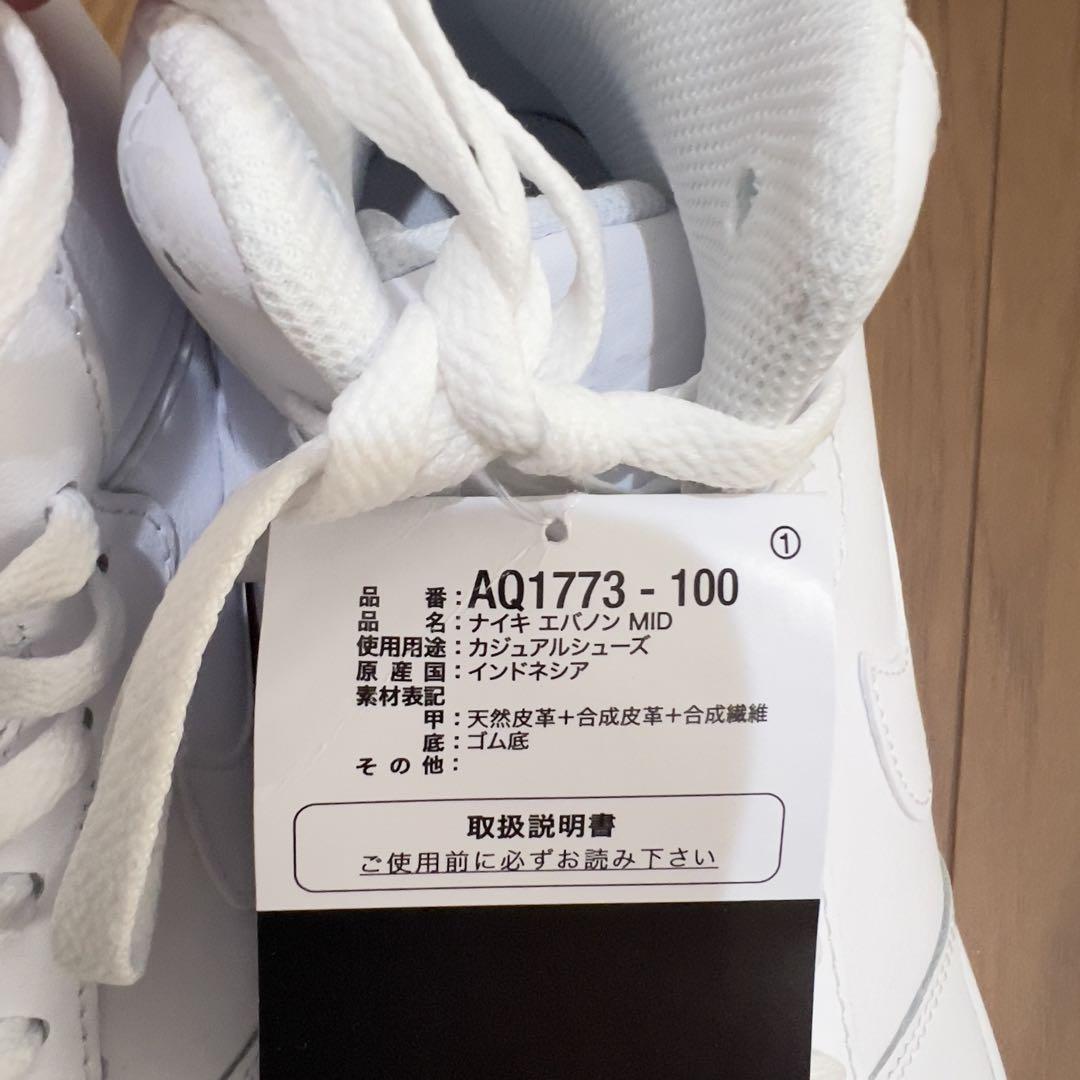 ①
品番:AQ1773 - 100
品名:ナイキ エバノン MID
使用用途:カジュアルシューズ
原産国:インドネシア
素材表記
甲:天然皮革+合成皮革+合成繊維
底:ゴム底
その他:
取扱説明書
ご使用前に必ずお読み下さい